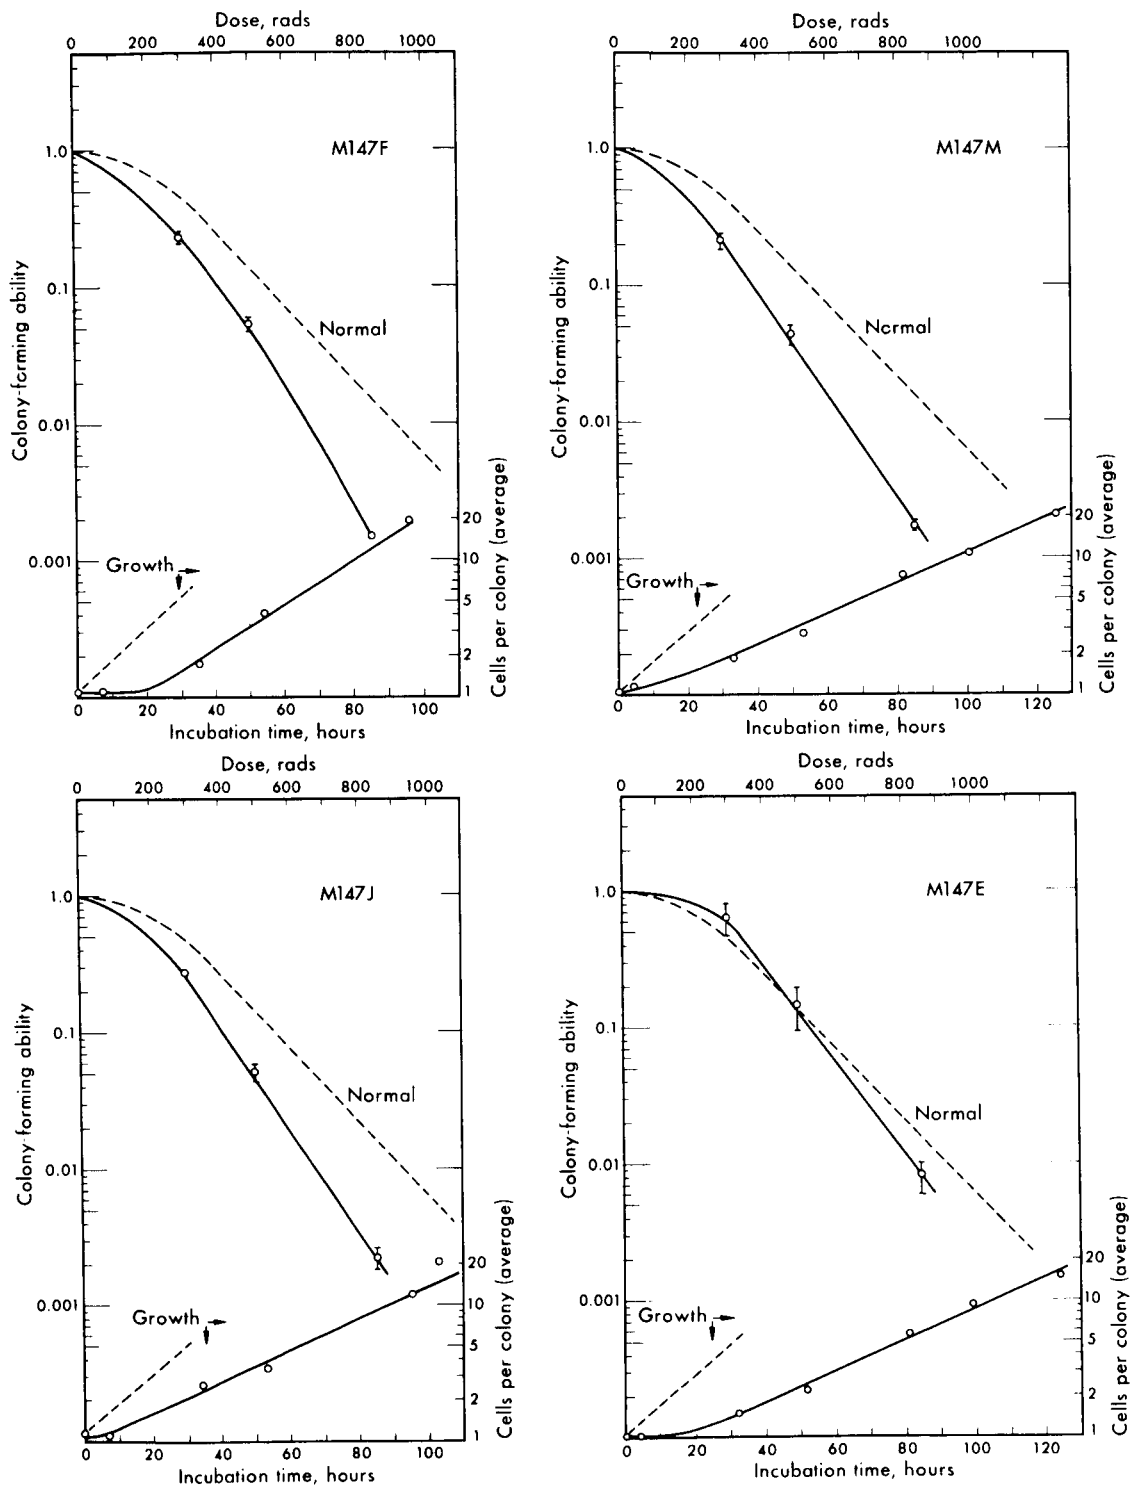 Dose, rads
0 200 400 600 800 1000
M147F
1.0
0.1
0.01
0.001
Colony-forming ability
Normal
Growth
20
10
5
2
1
Cells per colony (average)
0 20 40 60 80 100
Incubation time, hours
Dose, rads
0 200 400 600 800 1000
M147M
1.0
0.1
0.01
0.001
Colony-forming ability
Normal
Growth
20
10
5
2
1
Cells per colony (average)
0 20 40 60 80 100 120
Incubation time, hours
Dose, rads
0 200 400 600 800 1000
M147J
1.0
0.1
0.01
0.001
Colony-forming ability
Normal
Growth
20
10
5
2
1
Cells per colony (average)
0 20 40 60 80 100
Incubation time, hours
Dose, rads
0 200 400 600 800 1000
M147E
1.0
0.1
0.01
0.001
Colony-forming ability
Normal
Growth
20
10
5
2
1
Cells per colony (average)
0 20 40 60 80 100 120
Incubation time, hours